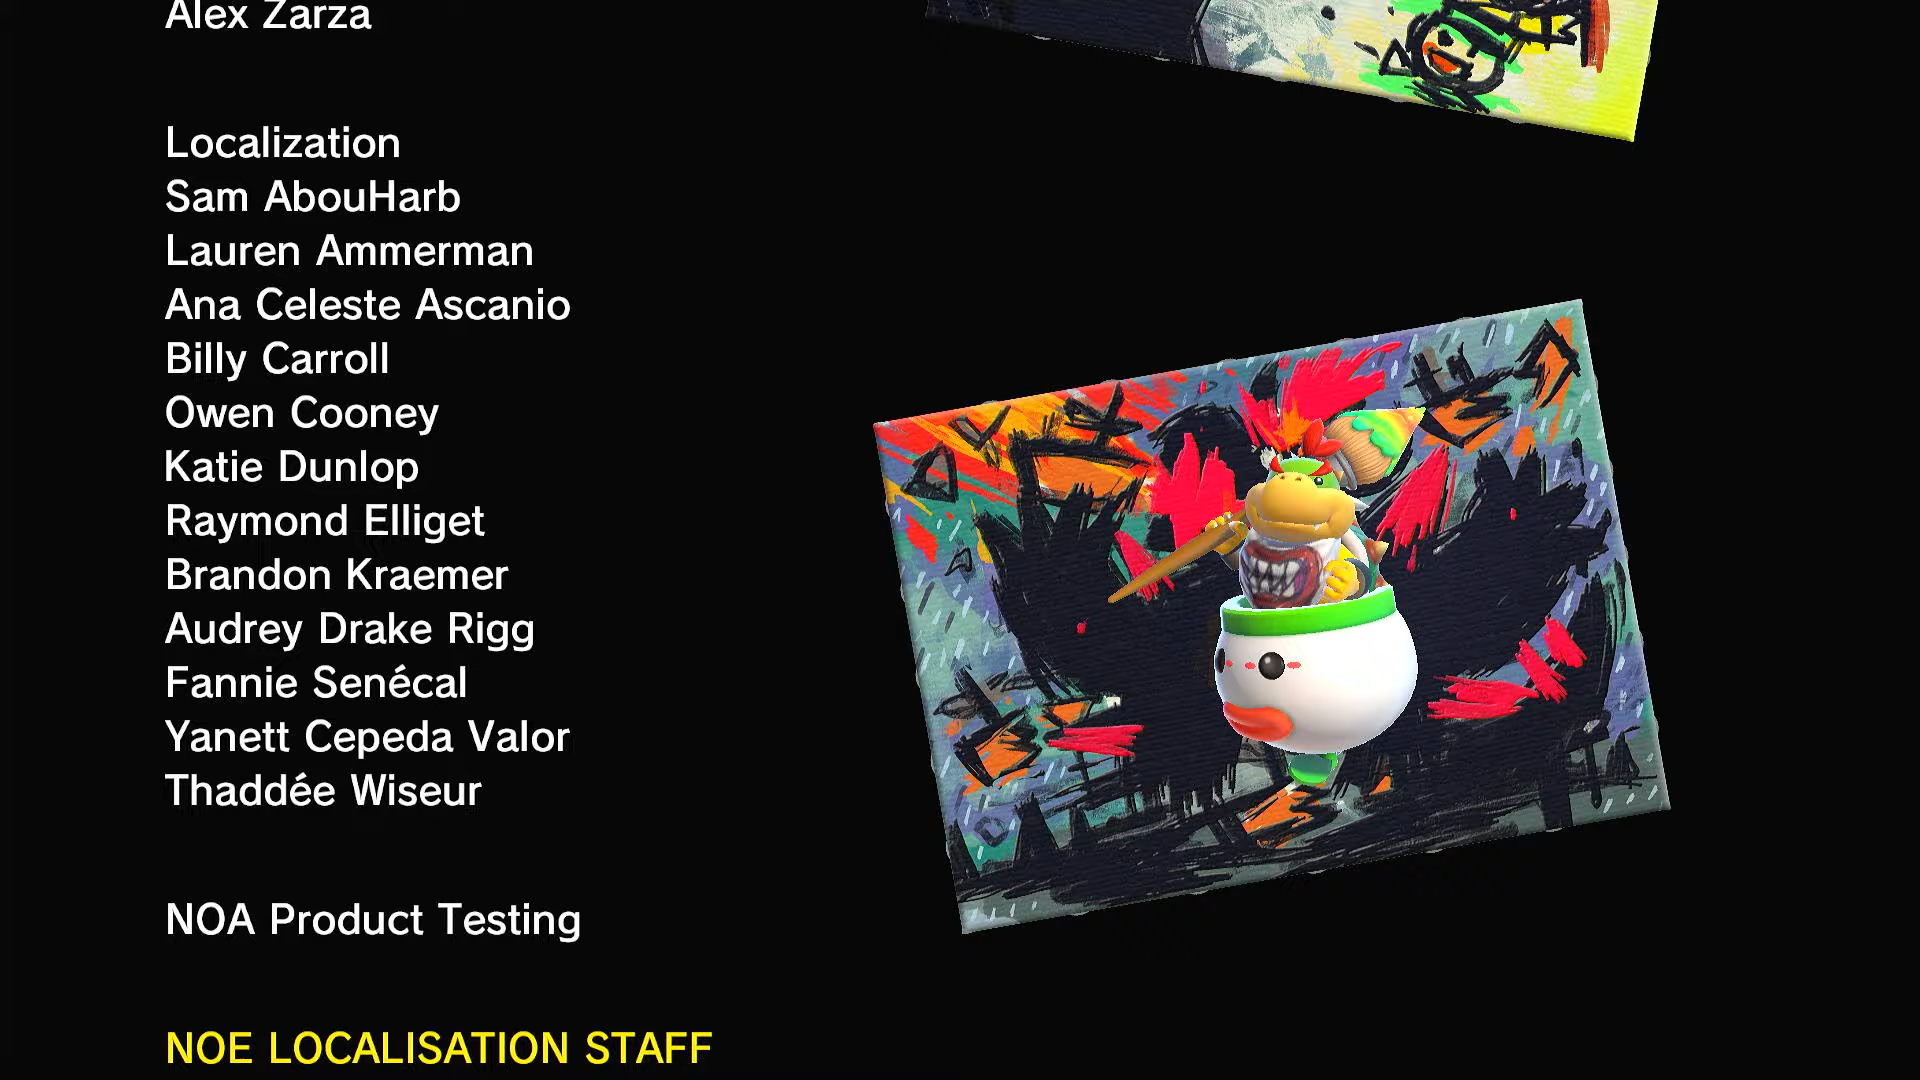 Alex Zarza
Localization
Sam AbouHarb
Lauren Ammerman
Ana Celeste Ascanio
Billy Carroll
Owen Cooney
Katie Dunlop
Raymond Elliget
Brandon Kraemer
Audrey Drake Rigg
Fannie Senécal
Yanett Cepeda Valor
Thaddée Wiseur
NOA Product Testing
NOE LOCALISATION STAFF